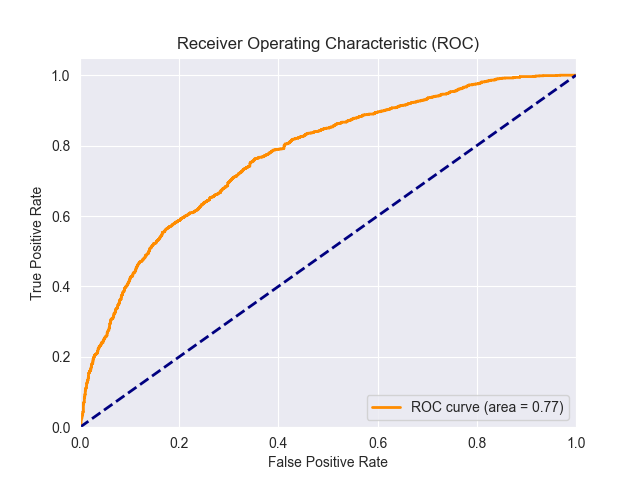 Receiver Operating Characteristic (ROC)
True Positive Rate
1.0
0.8
0.6
0.4
0.2
0.0
ROC curve (area = 0.77)
0.0 0.2 0.4 0.6 0.8 1.0
False Positive Rate